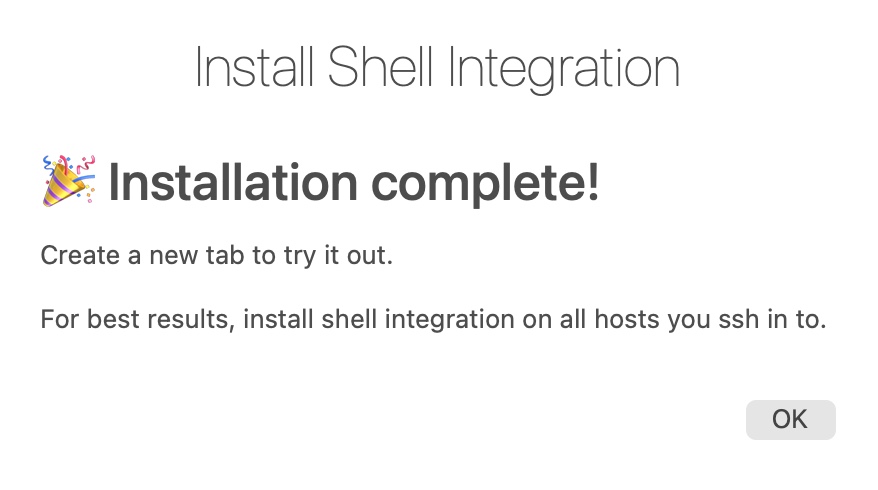 Install Shell Integration
🎉 Installation complete!
Create a new tab to try it out.
For best results, install shell integration on all hosts you ssh in to.
OK